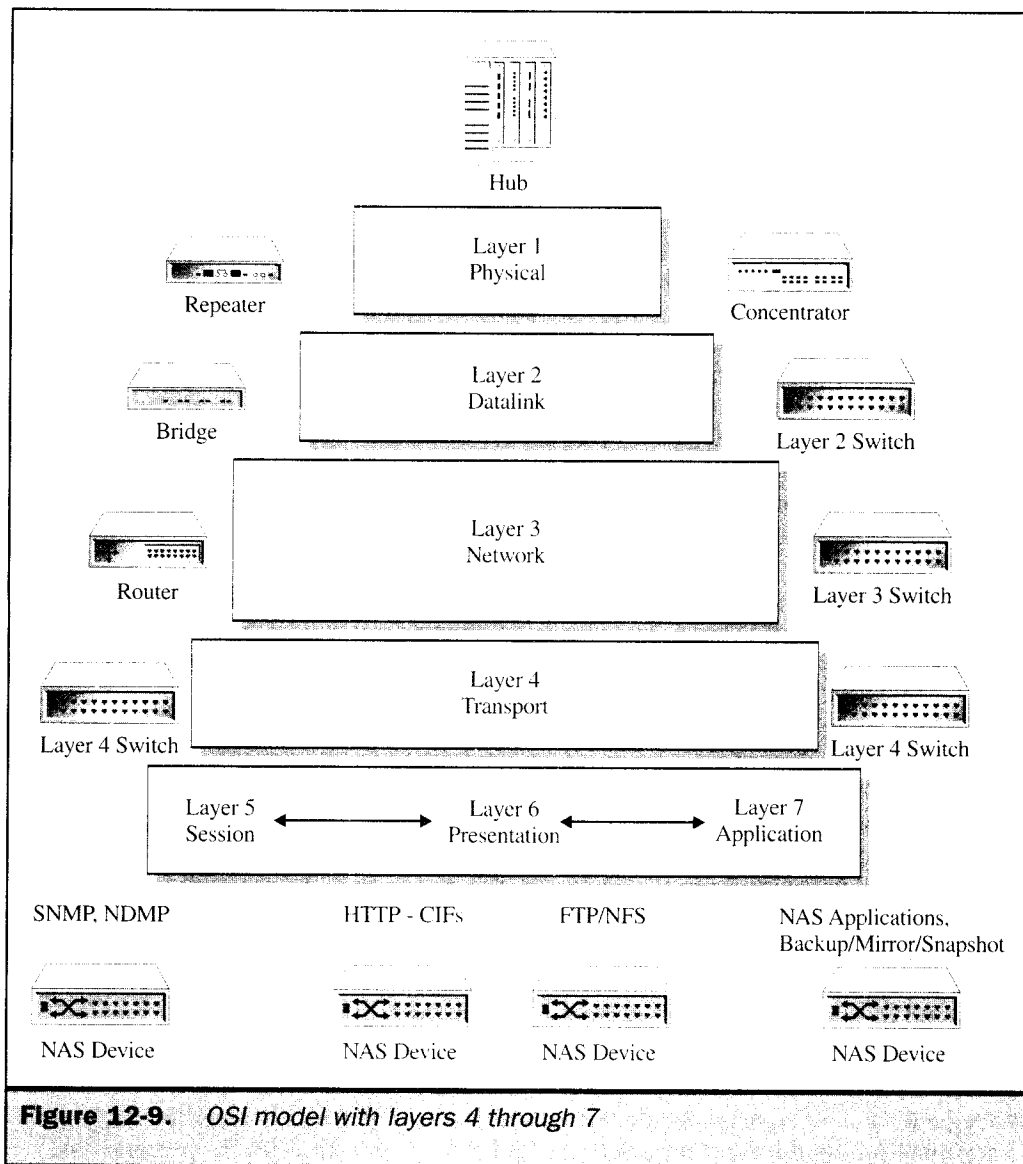 Hub
Layer 1
Physical
Repeater
Concentrator
Layer 2
Datalink
Bridge
Layer 2 Switch
Layer 3
Network
Router
Layer 3 Switch
Layer 4
Transport
Layer 4 Switch
Layer 4 Switch
Layer 5
Session
Layer 6
Presentation
Layer 7
Application
SNMP, NDMP
HTTP - CIFs
FTP/NFS
NAS Applications,
Backup/Mirror/Snapshot
NAS Device
NAS Device
NAS Device
NAS Device
Figure 12-9. OSI model with layers 4 through 7